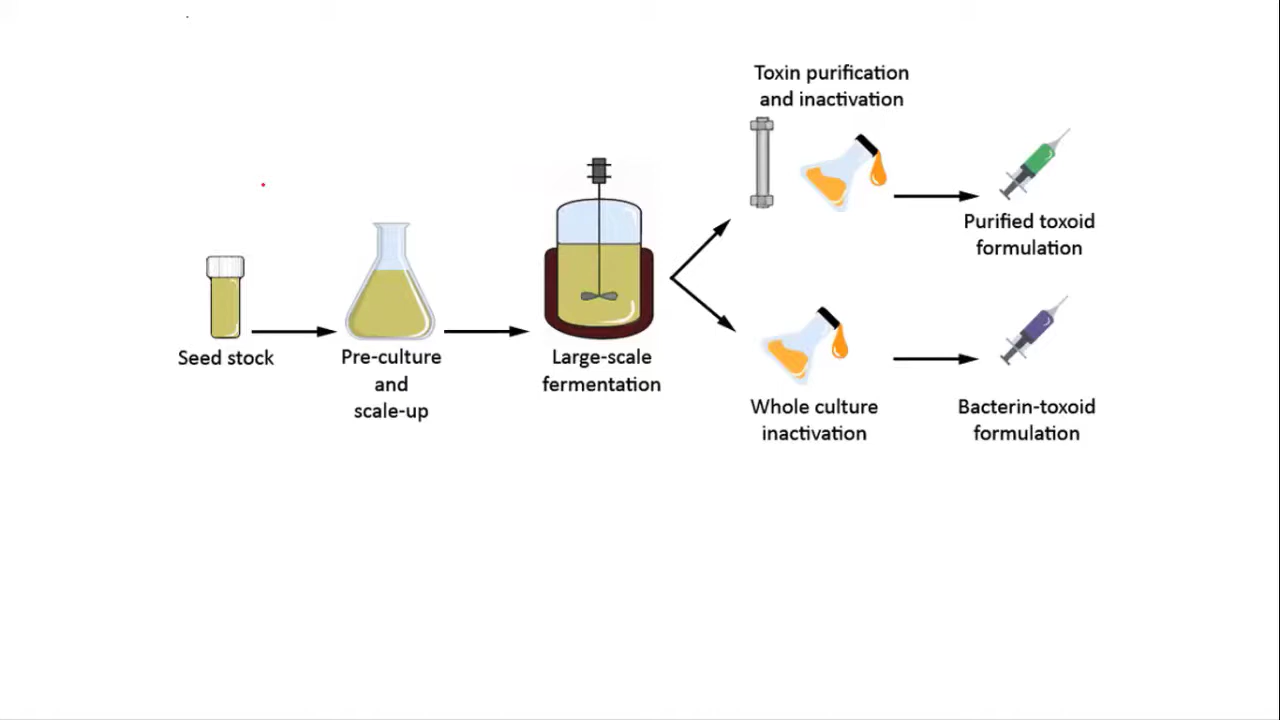 Toxin purification
and inactivation
Purified toxoid
formulation
Seed stock
Pre-culture
and
scale-up
Large-scale
fermentation
Whole culture
inactivation
Bacterin-toxoid
formulation